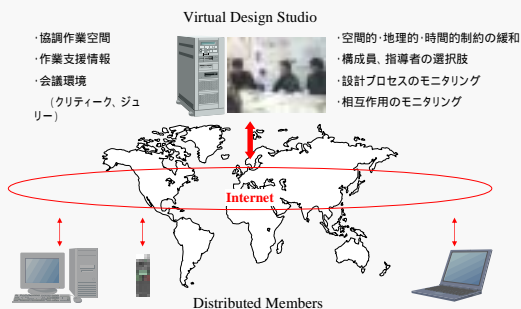 Virtual Design Studio
･協調作業空間
･作業支援情報
･会議環境
(クリティーク、ジュ
リー)
･空間的･地理的･時間的制約の緩和
･構成員、指導者の選択肢
･設計プロセスのモニタリング
･相互作用のモニタリング
Internet
Distributed Members